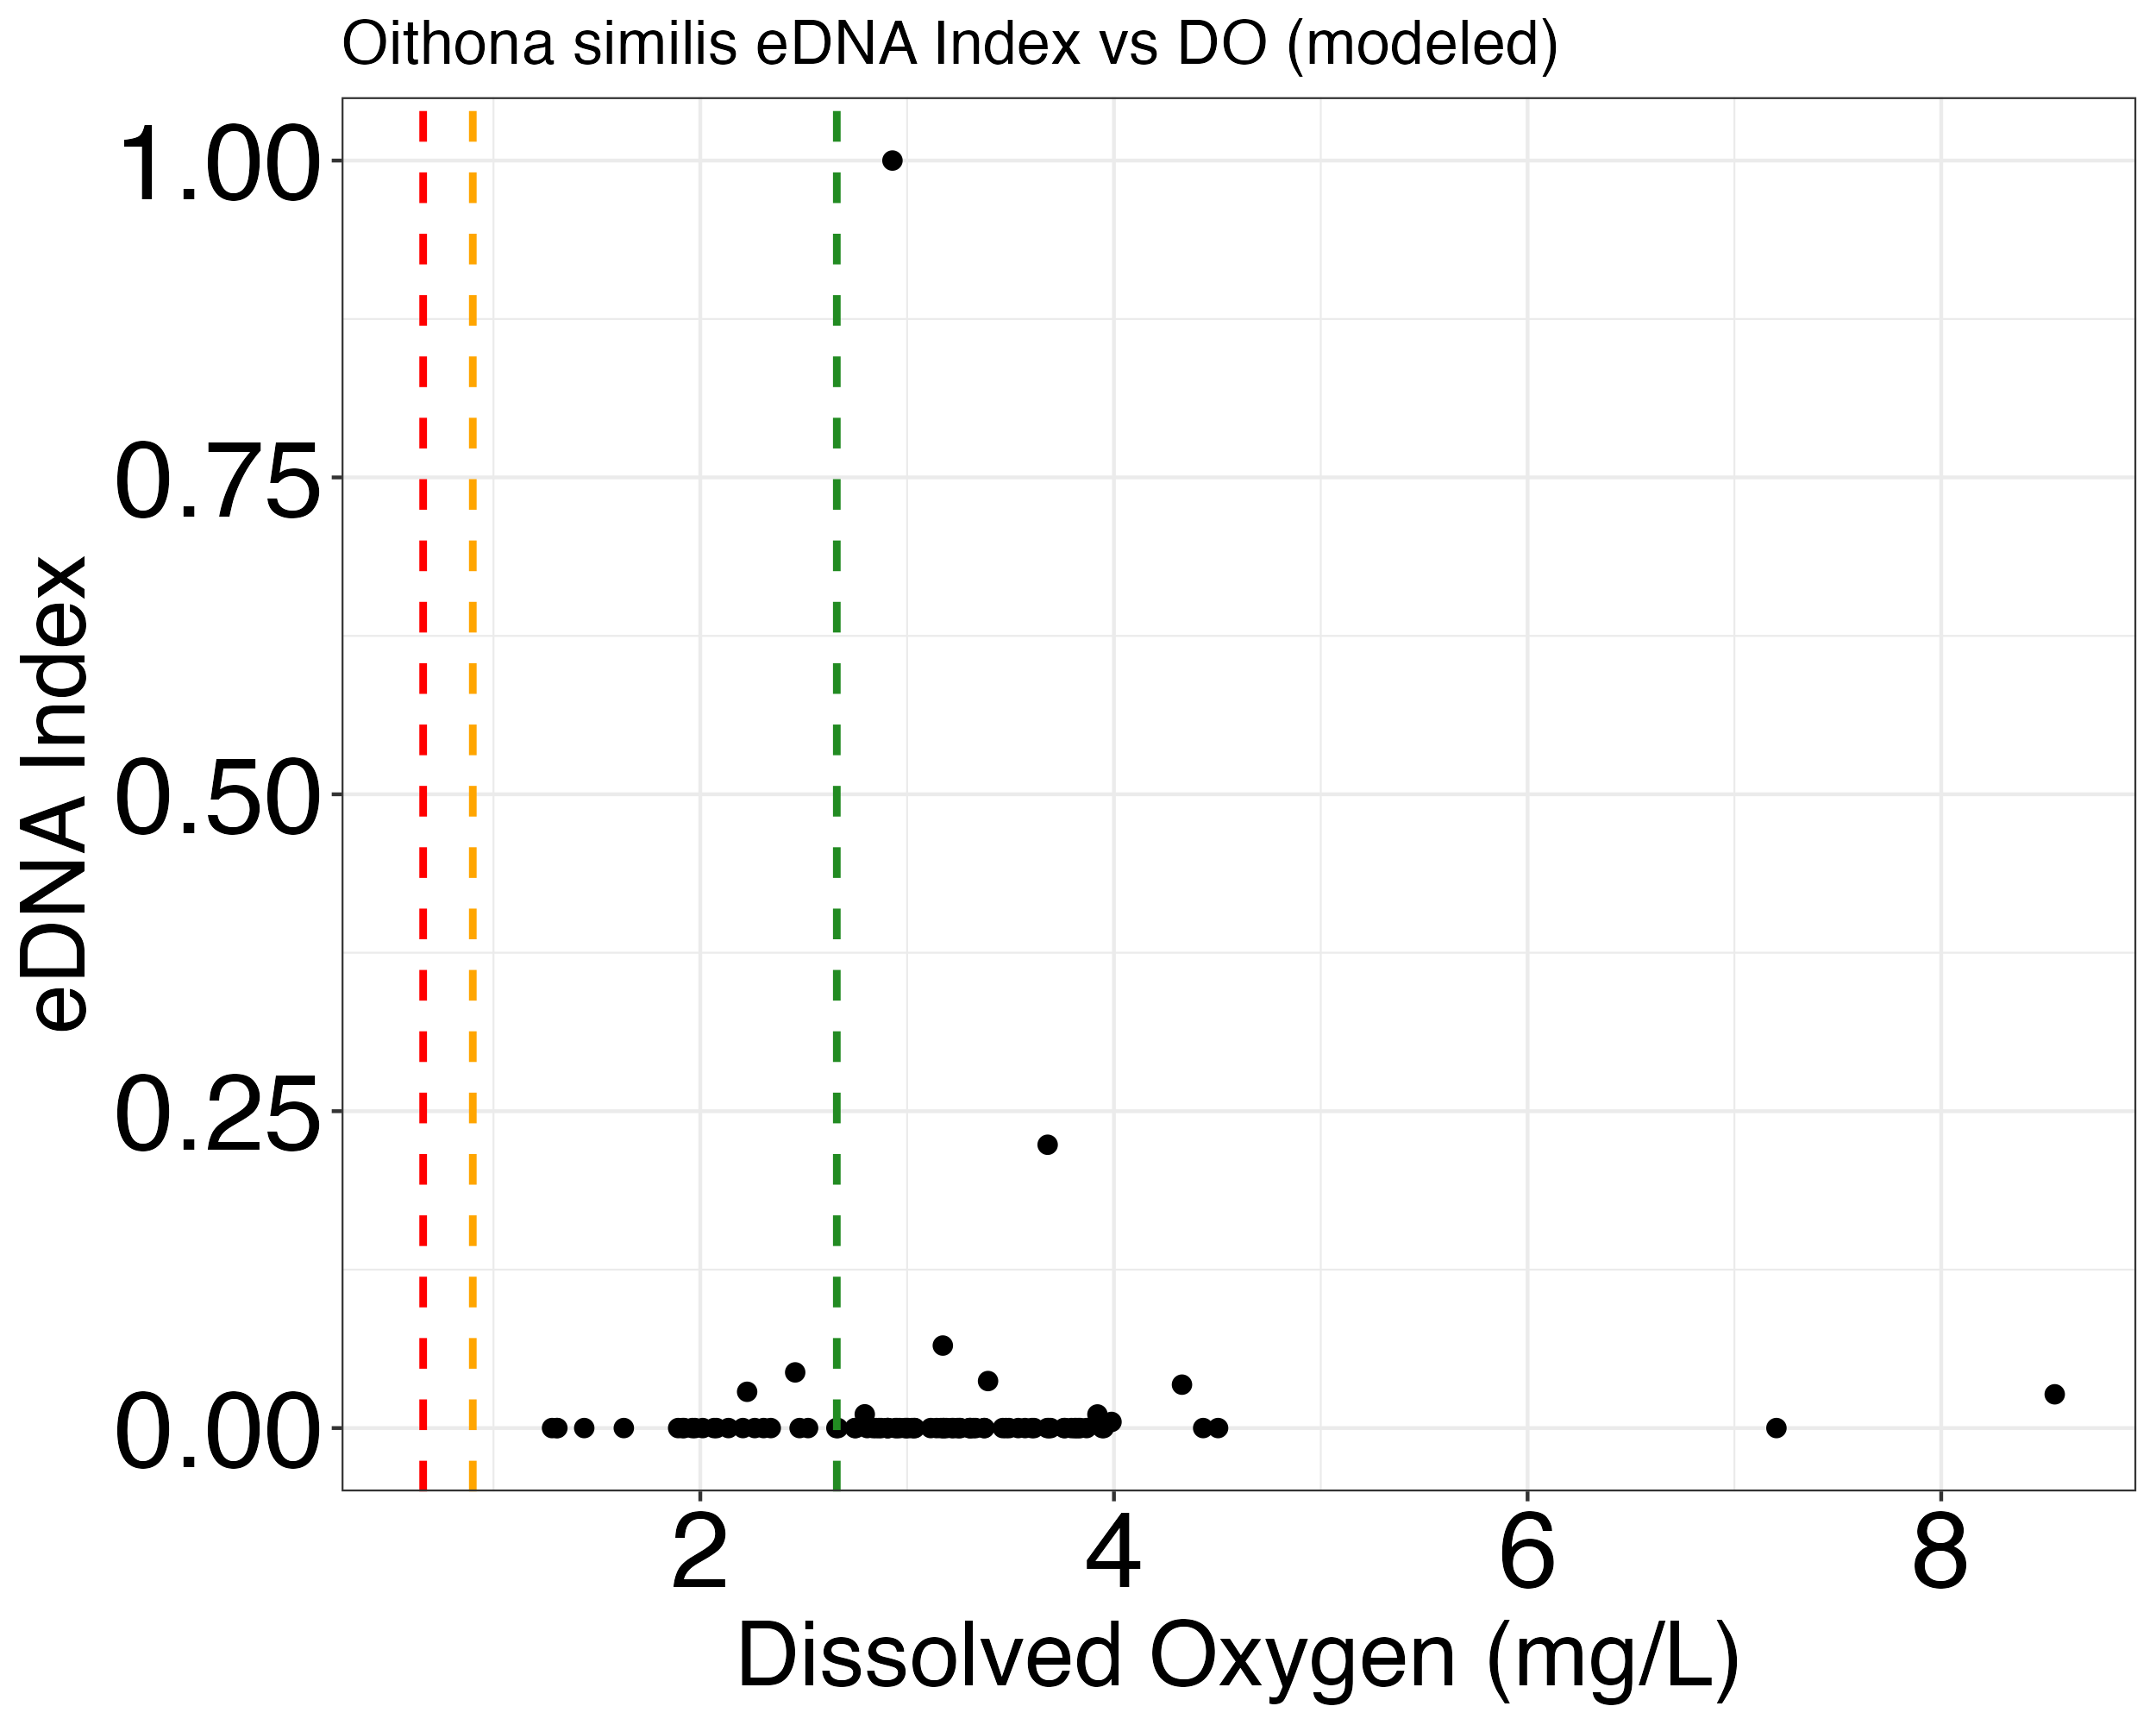 Oithona similis eDNA Index vs DO (modeled)
1.00
0.75
0.50
0.25
0.00
eDNA Index
2 4 6 8
Dissolved Oxygen (mg/L)